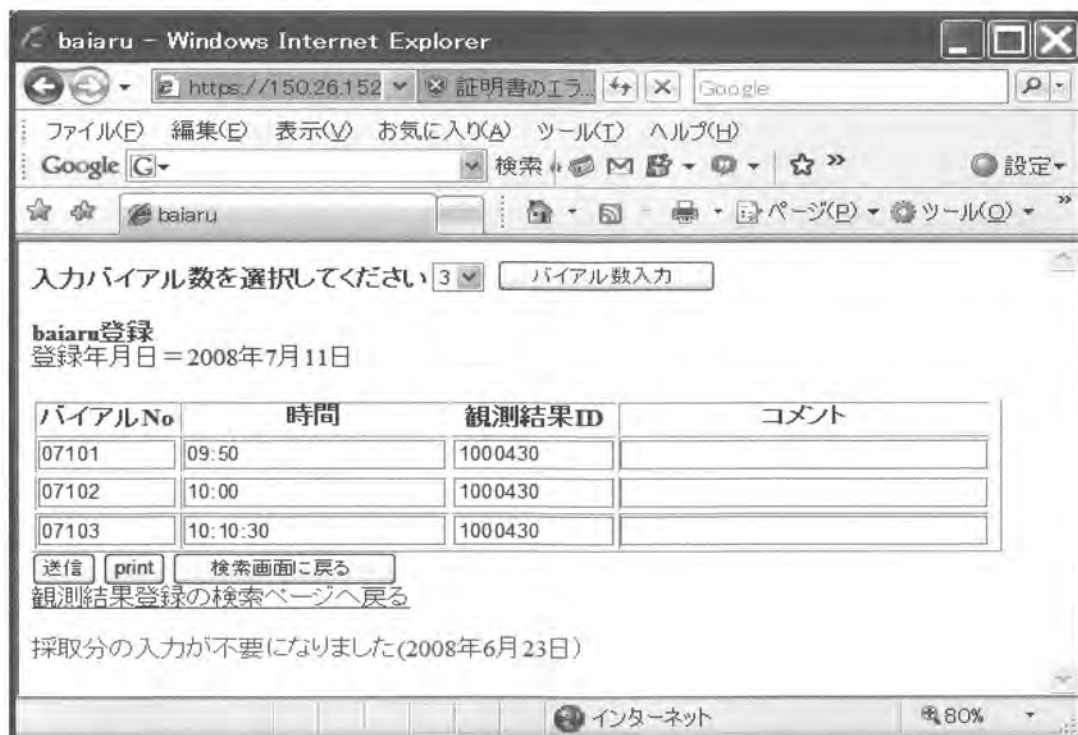 baiaru - Windows Internet Explorer
https://150.26.152 証明書のエラ... Google
ファイル(F) 編集(E) 表示(V) お気に入り(A) ツール(T) ヘルプ(H)
Google G 検索 » 設定
baiaru ページ(P) ツール(O) »
入力バイアル数を選択してください 3 バイアル数入力
baiaru登録
登録年月日＝2008年7月11日
バイアルNo 時間 観測結果ID コメント
07101 09:50 1000430
07102 10:00 1000430
07103 10:10:30 1000430
送信 print 検索画面に戻る
観測結果登録の検索ページへ戻る
採取分の入力が不要になりました(2008年6月23日)
インターネット 80%